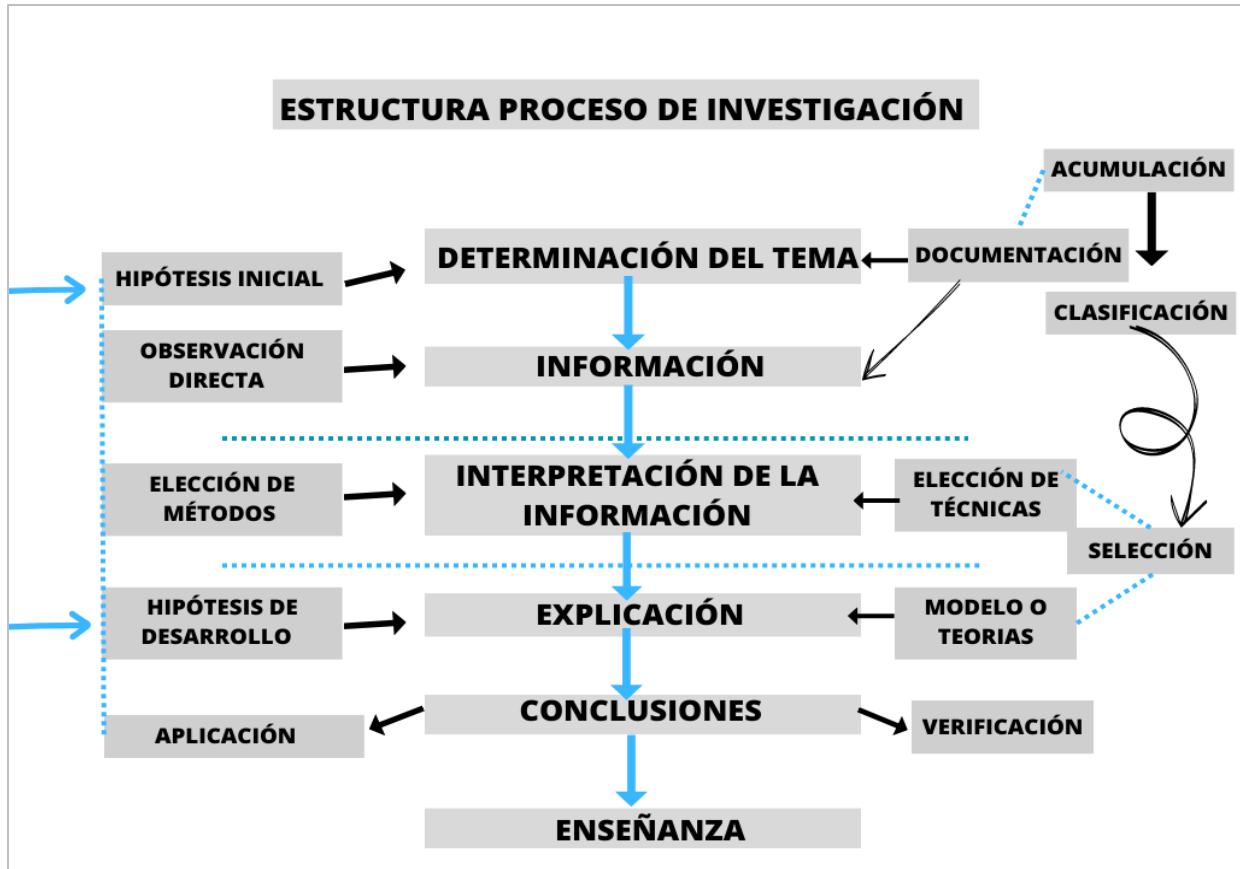 ESTRUCTURA PROCESO DE INVESTIGACIÓN
ACUMULACIÓN
DETERMINACIÓN DEL TEMA
DOCUMENTACIÓN
HIPÓTESIS INICIAL
CLASIFICACIÓN
OBSERVACIÓN
DIRECTA
INFORMACIÓN
ELECCIÓN DE
MÉTODOS
INTERPRETACIÓN DE LA
INFORMACIÓN
ELECCIÓN DE
TÉCNICAS
SELECCIÓN
HIPÓTESIS DE
DESARROLLO
EXPLICACIÓN
MODELO O
TEORIAS
CONCLUSIONES
APLICACIÓN
VERIFICACIÓN
ENSEÑANZA